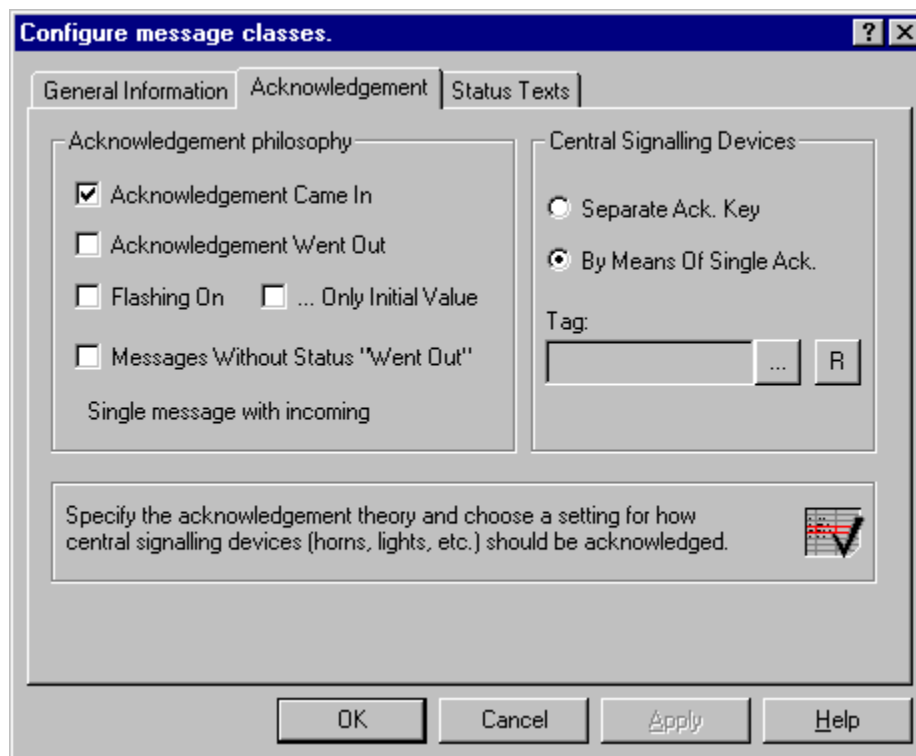 Configure message classes.
General Information
Acknowledgement
Status Texts
Acknowledgement philosophy
Acknowledgement Came In
Acknowledgement Went Out
Flashing On
... Only Initial Value
Messages Without Status "Went Out"
Single message with incoming
Central Signalling Devices
Separate Ack. Key
By Means Of Single Ack.
Tag:
...
R
Specify the acknowledgement theory and choose a setting for how
central signalling devices (horns, lights, etc.) should be acknowledged.
OK
Cancel
Apply
Help